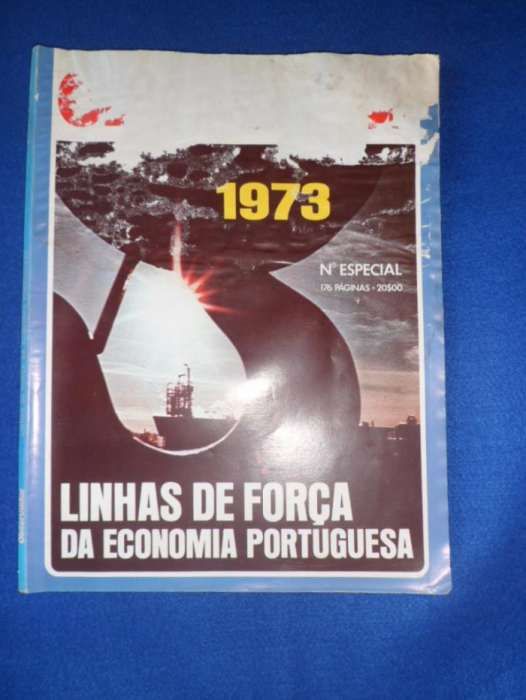 1973
Nº ESPECIAL
176 PÁGINAS • 20$00
LINHAS DE FORÇA
DA ECONOMIA PORTUGUESA